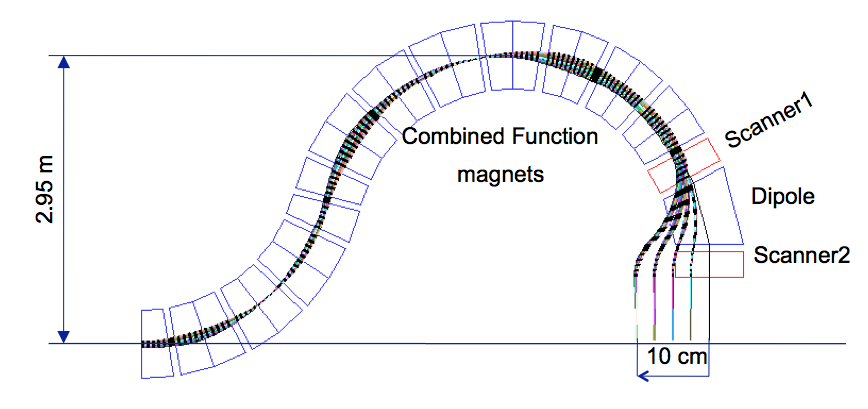 Scanner1
Combined Function
magnets
2.95 m
Dipole
Scanner2
10 cm